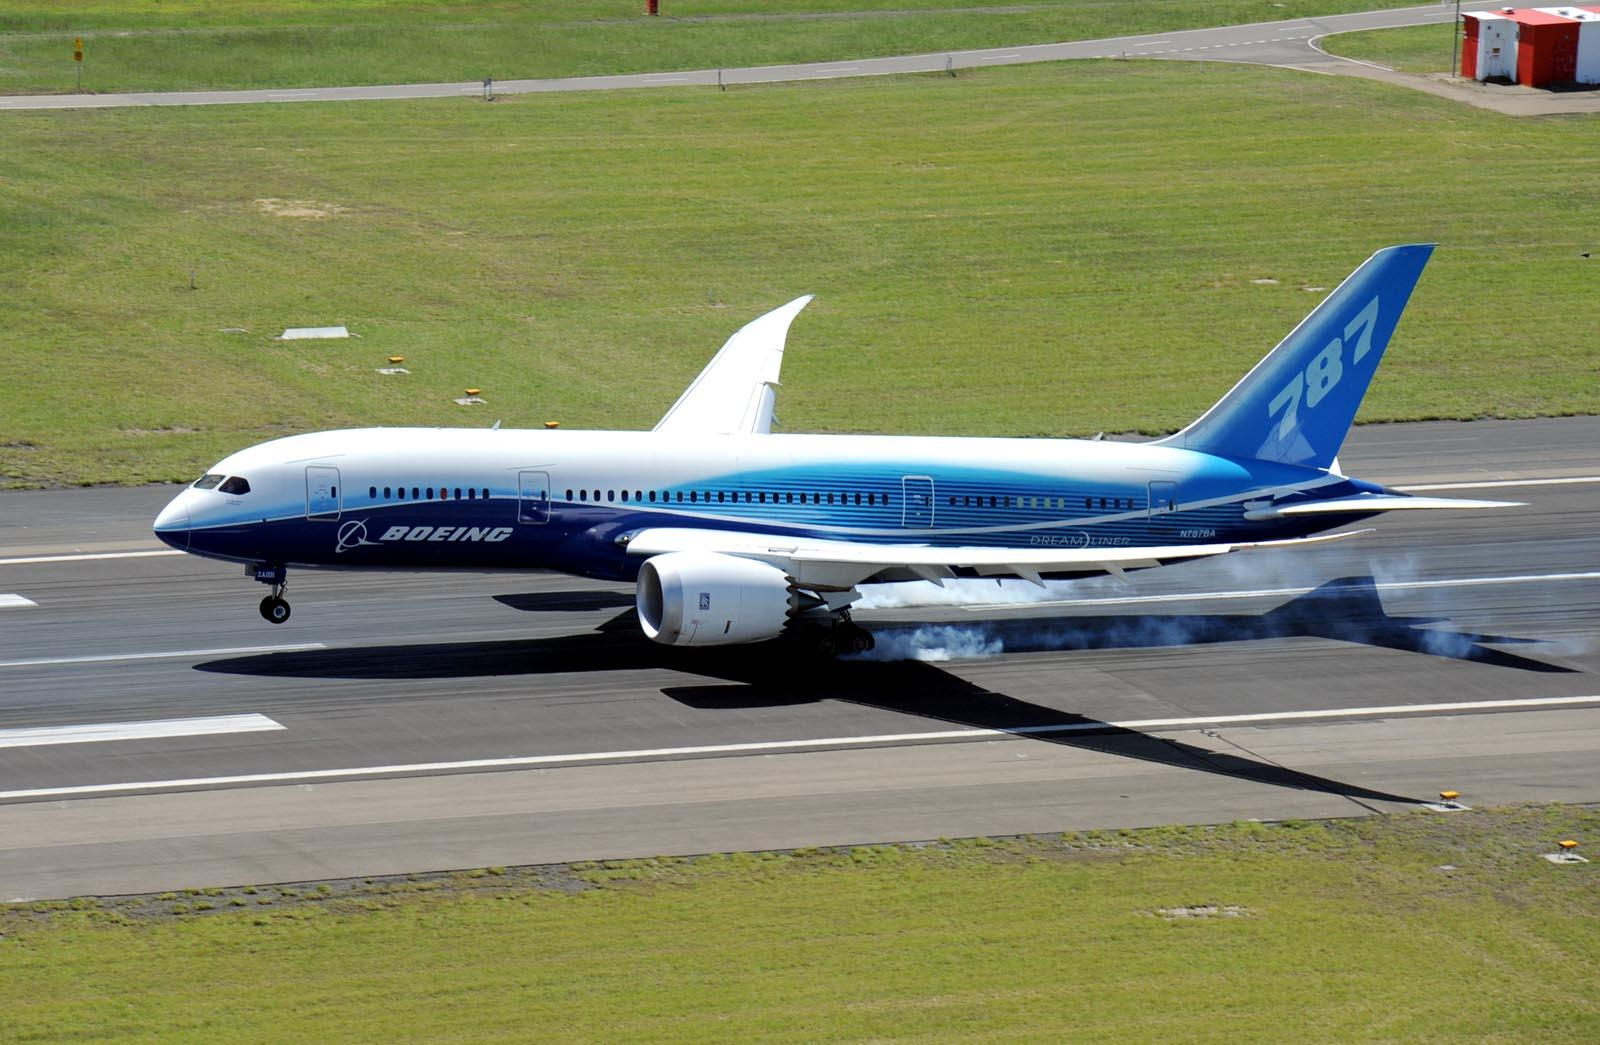 787
BOEING
DREAMLINER
N787BA
ZA001